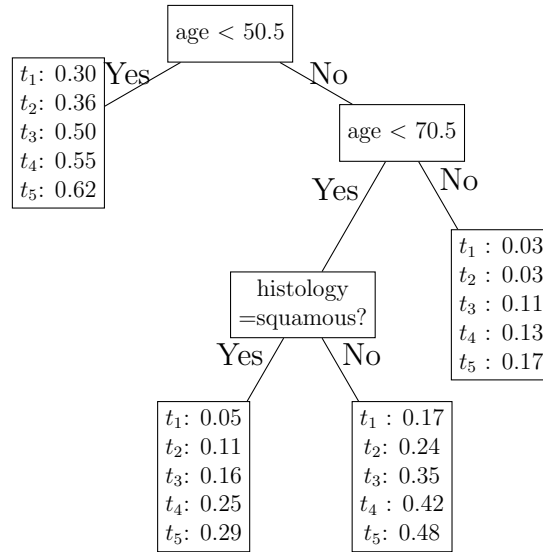 age < 50.5
Yes
No
t₁: 0.30
t₂: 0.36
t₃: 0.50
t₄: 0.55
t₅: 0.62
age < 70.5
Yes
No
t₁ : 0.03
t₂ : 0.03
t₃ : 0.11
t₄ : 0.13
t₅ : 0.17
histology
=squamous?
Yes
No
t₁: 0.05
t₂: 0.11
t₃: 0.16
t₄: 0.25
t₅: 0.29
t₁ : 0.17
t₂: 0.24
t₃: 0.35
t₄ : 0.42
t₅: 0.48